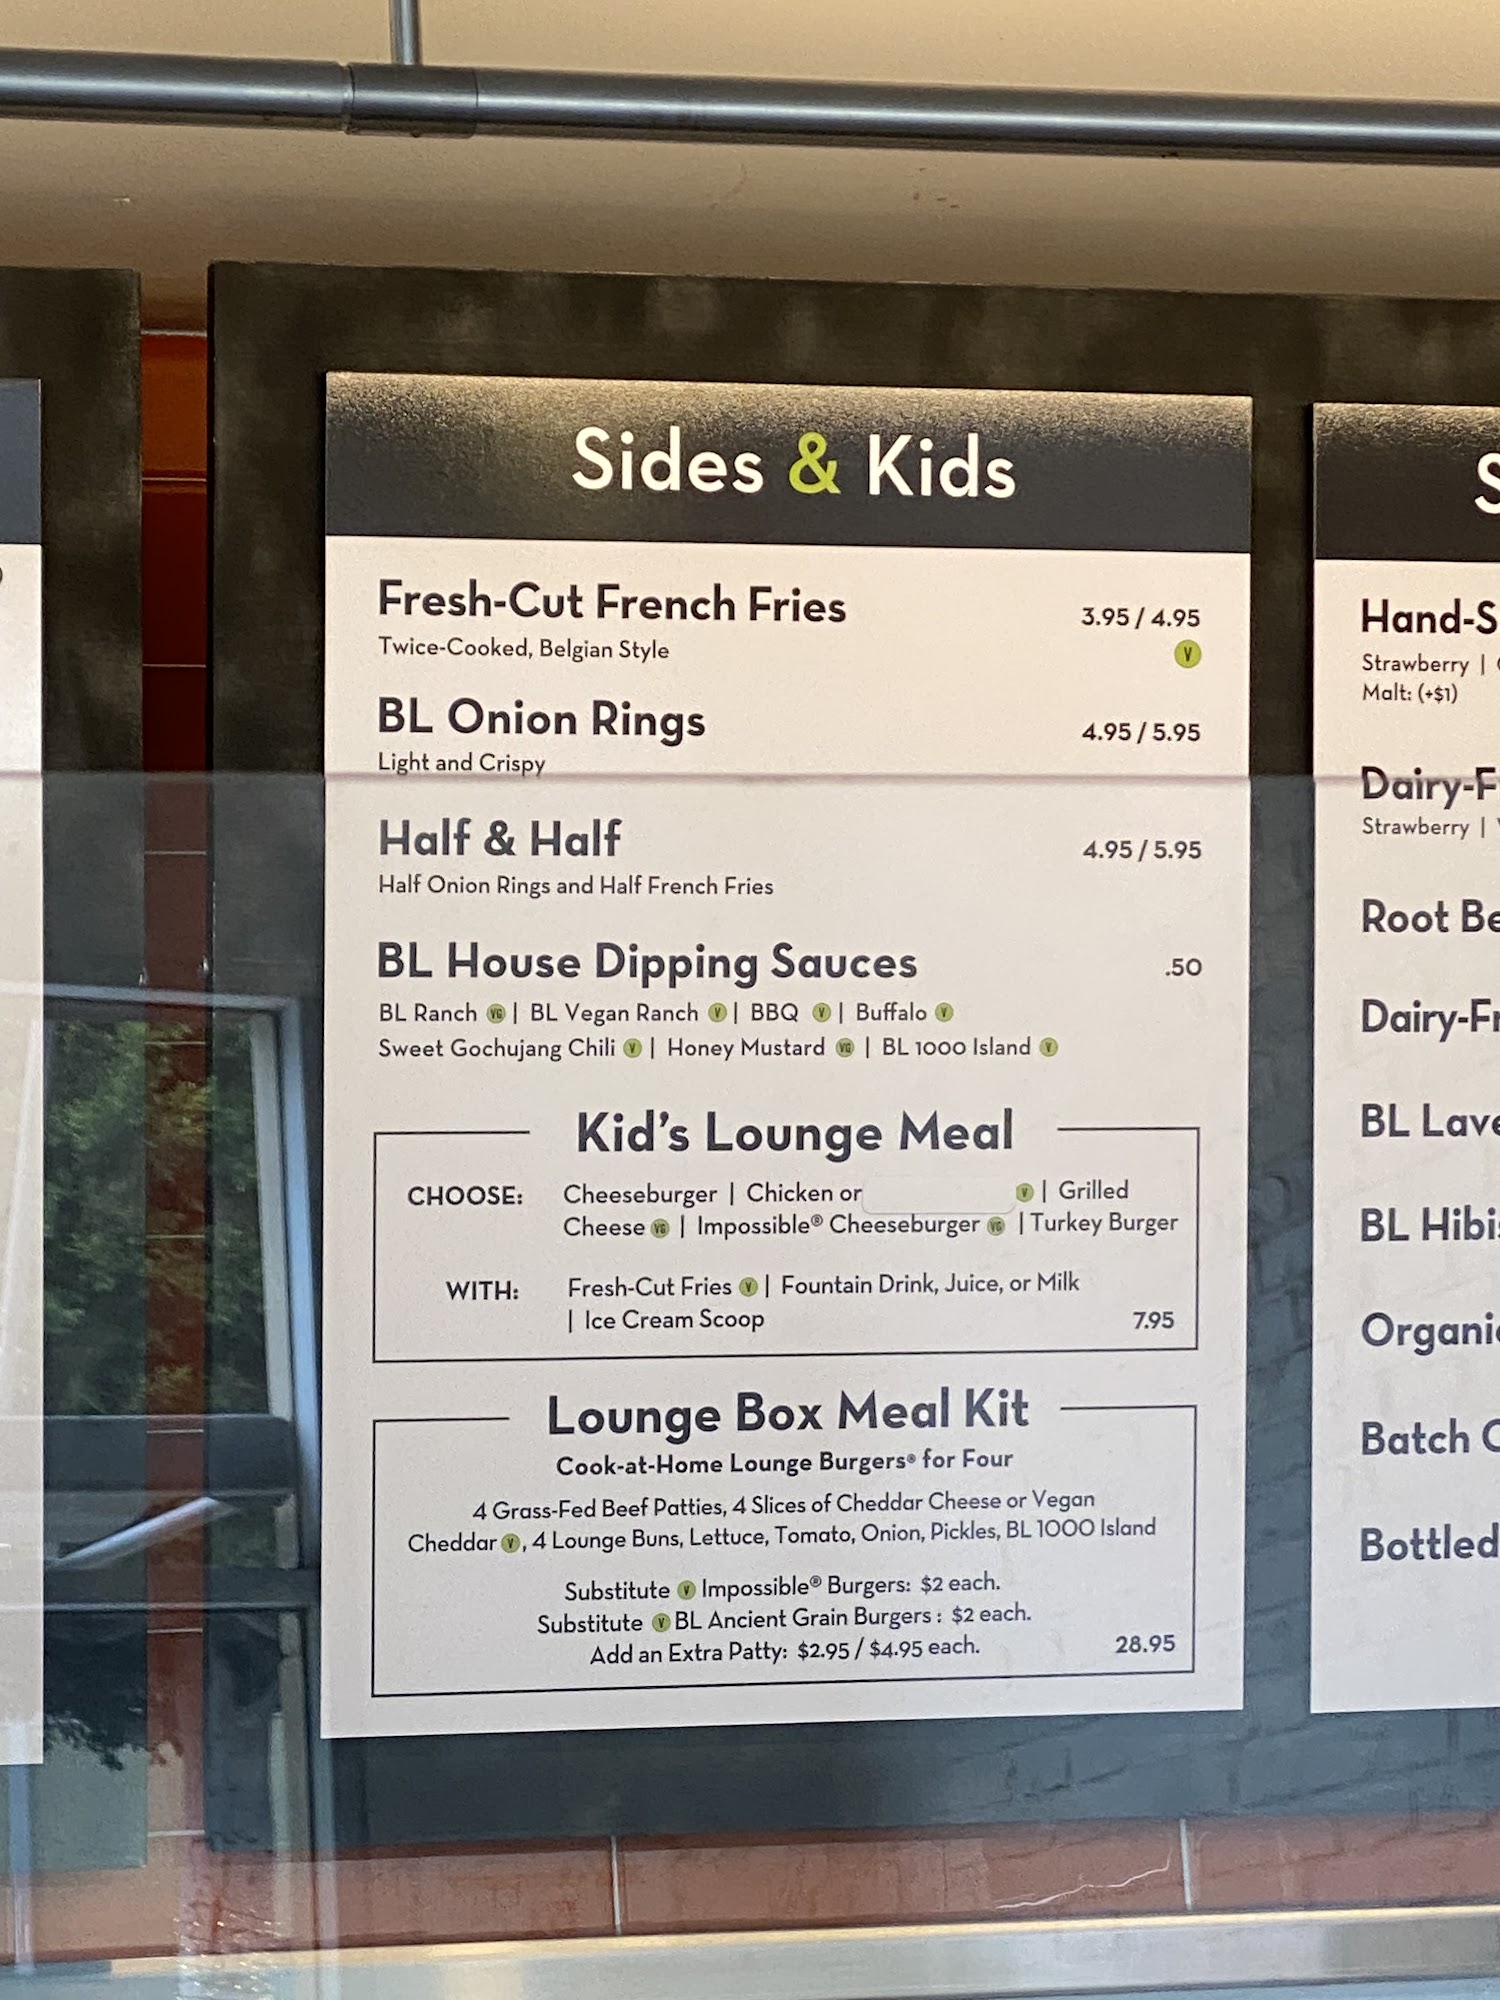 Sides & Kids
Fresh-Cut French Fries 3.95 / 4.95
Twice-Cooked, Belgian Style V
BL Onion Rings 4.95 / 5.95
Light and Crispy
Half & Half 4.95 / 5.95
Half Onion Rings and Half French Fries
BL House Dipping Sauces .50
BL Ranch VG | BL Vegan Ranch V | BBQ V | Buffalo V
Sweet Gochujang Chili V | Honey Mustard VG | BL 1000 Island V
Kid's Lounge Meal
CHOOSE: Cheeseburger | Chicken or V | Grilled
Cheese VG | Impossible® Cheeseburger VG | Turkey Burger
WITH: Fresh-Cut Fries V | Fountain Drink, Juice, or Milk
| Ice Cream Scoop 7.95
Lounge Box Meal Kit
Cook-at-Home Lounge Burgers® for Four
4 Grass-Fed Beef Patties, 4 Slices of Cheddar Cheese or Vegan
Cheddar V, 4 Lounge Buns, Lettuce, Tomato, Onion, Pickles, BL 1000 Island
Substitute V Impossible® Burgers: $2 each.
Substitute V BL Ancient Grain Burgers : $2 each.
Add an Extra Patty: $2.95 / $4.95 each. 28.95
S
Hand-S
Strawberry |
Malt: (+$1)
Dairy-F
Strawberry |
Root Be
Dairy-Fr
BL Lave
BL Hibis
Organic
Batch C
Bottled